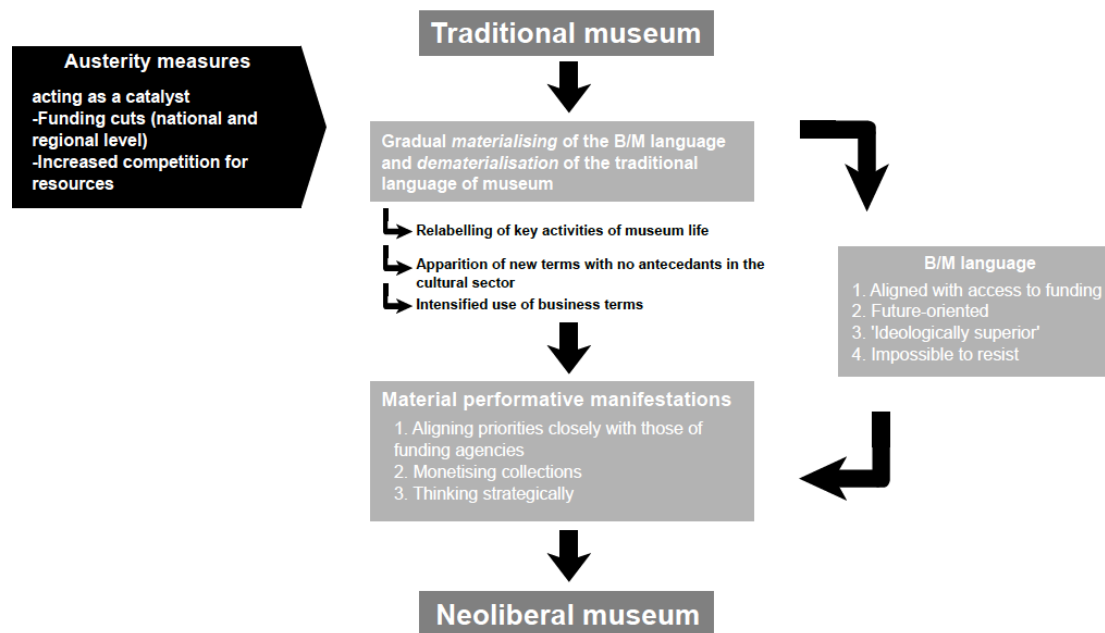 Traditional museum
Austerity measures
acting as a catalyst
-Funding cuts (national and
regional level)
-Increased competition for
resources
Gradual materialising of the B/M language
and dematerialisation of the traditional
language of museum
Relabelling of key activities of museum life
Apparition of new terms with no antecedants in the
cultural sector
Intensified use of business terms
B/M language
1. Aligned with access to funding
2. Future-oriented
3. 'Ideologically superior'
4. Impossible to resist
Material performative manifestations
1. Aligning priorities closely with those of
funding agencies
2. Monetising collections
3. Thinking strategically
Neoliberal museum